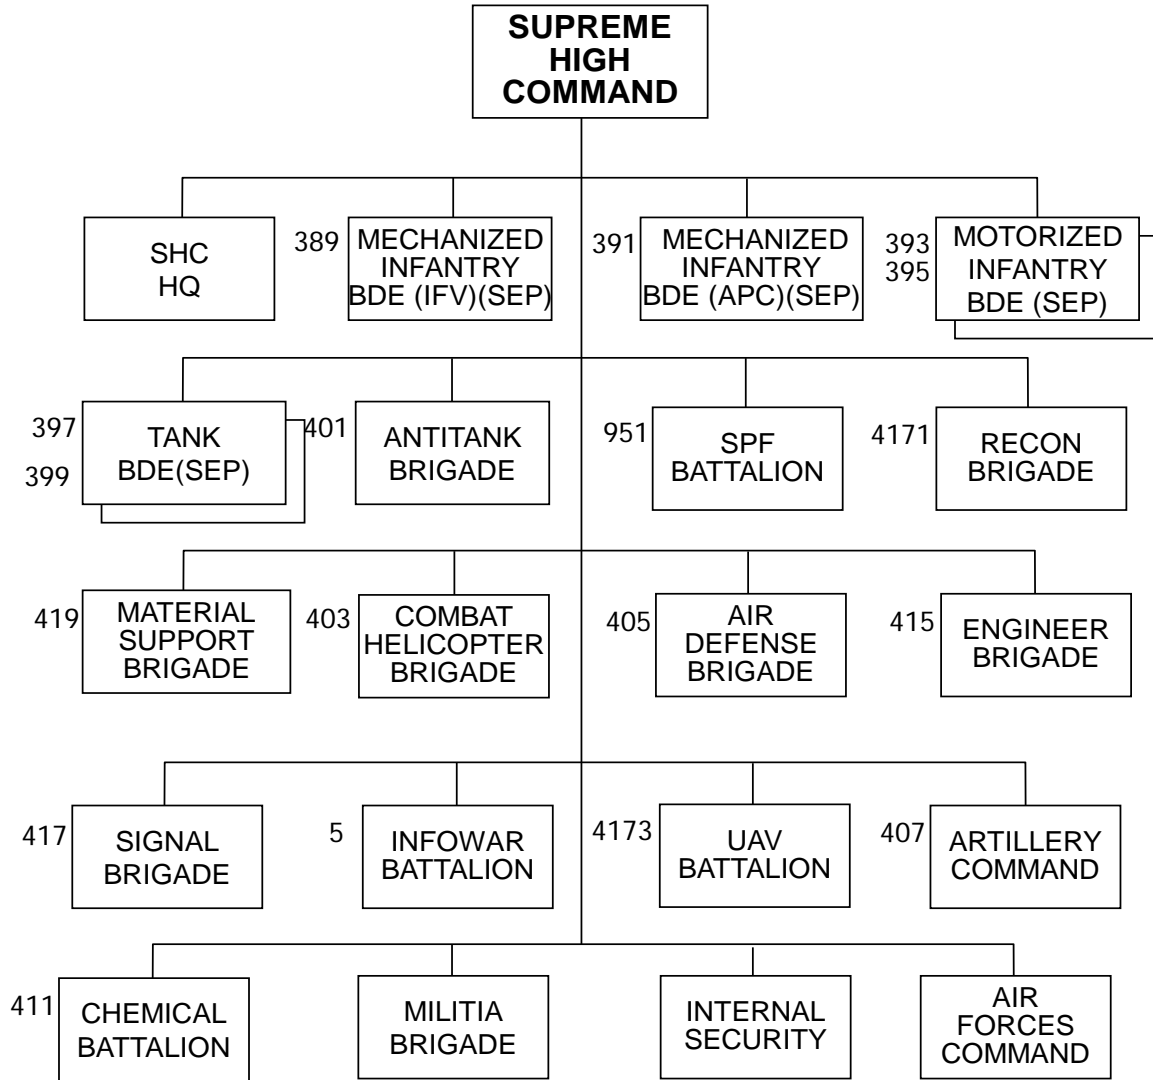 SUPREME
HIGH
COMMAND
SHC
HQ
389
MECHANIZED
INFANTRY
BDE (IFV)(SEP)
391
MECHANIZED
INFANTRY
BDE (APC)(SEP)
393
395
MOTORIZED
INFANTRY
BDE (SEP)
397
399
TANK
BDE(SEP)
401
ANTITANK
BRIGADE
951
SPF
BATTALION
4171
RECON
BRIGADE
419
MATERIAL
SUPPORT
BRIGADE
403
COMBAT
HELICOPTER
BRIGADE
405
AIR
DEFENSE
BRIGADE
415
ENGINEER
BRIGADE
417
SIGNAL
BRIGADE
5
INFOWAR
BATTALION
4173
UAV
BATTALION
407
ARTILLERY
COMMAND
411
CHEMICAL
BATTALION
MILITIA
BRIGADE
INTERNAL
SECURITY
AIR
FORCES
COMMAND